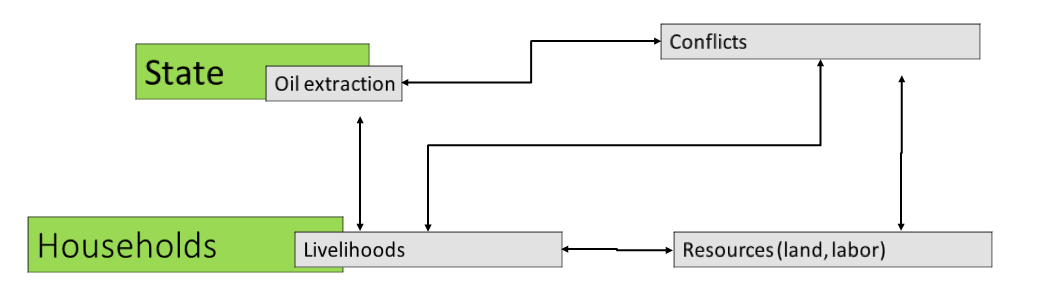 Conflicts
State
Oil extraction
Households
Livelihoods
Resources (land, labor)